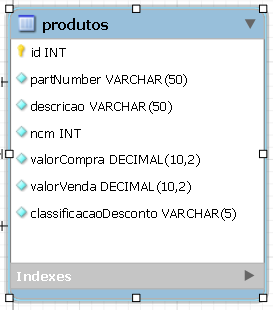 produtos
id INT
partNumber VARCHAR(50)
descricao VARCHAR(50)
ncm INT
valorCompra DECIMAL(10,2)
valorVenda DECIMAL(10,2)
classificacaoDesconto VARCHAR(5)
Indexes